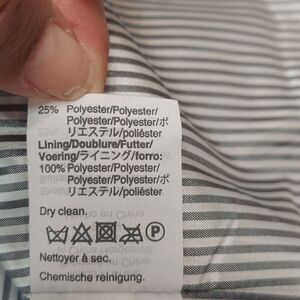 25% Polyester/Polyester/
Polyester/Polyester/ポ
リエステル/poliéster
Lining/Doublure/Futter/
Voering/ライニング/forro:
100% Polyester/Polyester/
Polyester/Polyester/ポ
リエステル/poliéster
Dry clean.
P
Nettoyer à sec.
Chemische reinigung.